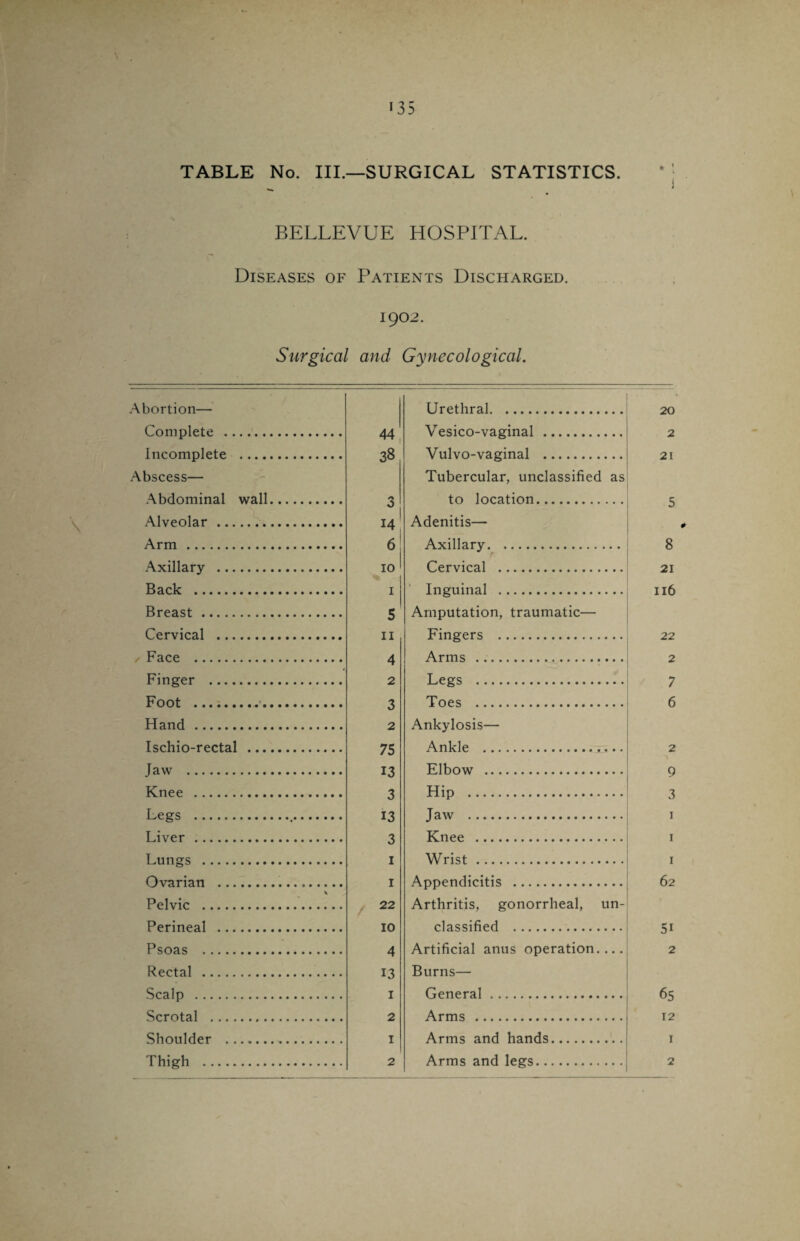 135
TABLE No. III.—SURGICAL STATISTICS.
BELLEVUE HOSPITAL.
Diseases of Patients Discharged.
1902.
Surgical and Gynecological.
Abortion—
Complete ................ 44
Incomplete ............... 38
Abscess—
Abdominal wall........... 3
Alveolar ................. 14
Arm ..................... 6
Axillary ................. 10
Back .................... 1
Breast ................... 5
Cervical ................. 11
Face .................... 4
Finger .................. 2
Foot .................... 3
Hand .................... 2
Ischio-rectal .............. 75
Jaw ..................... 13
Knee .................... 3
Legs .................... 13
Liver .................... 3
Lungs ................... 1
Ovarian ................. 1
Pelvic ................... 22
Perineal ................. 10
Psoas ................... 4
Rectal ................... 13
Scalp .................... 1
Scrotal .................. 2
Shoulder ................. 1
Thigh ................... 2
Urethral. ................. 20
Vesico-vaginal ............ 2
Vulvo-vaginal ............ 21
Tubercular, unclassified as
to location............. 5
Adenitis—
Axillary. ................. 8
Cervical ................. 21
Inguinal ................. 116
Amputation, traumatic—
Fingers .................. 22
Arms .................... 2
Legs .................... 7
Toes .................... 6
Ankylosis—
Ankle ................... 2
Elbow ................... 9
Hip ..................... 3
Jaw ..................... 1
Knee .................... 1
Wrist .................... 1
Appendicitis ............... 62
Arthritis, gonorrheal, un-
classified ................ 51
Artificial anus operation.... 2
Burns—
General .................. 65
Arms .................... 12
Arms and hands........... 1
Arms and legs............. 2